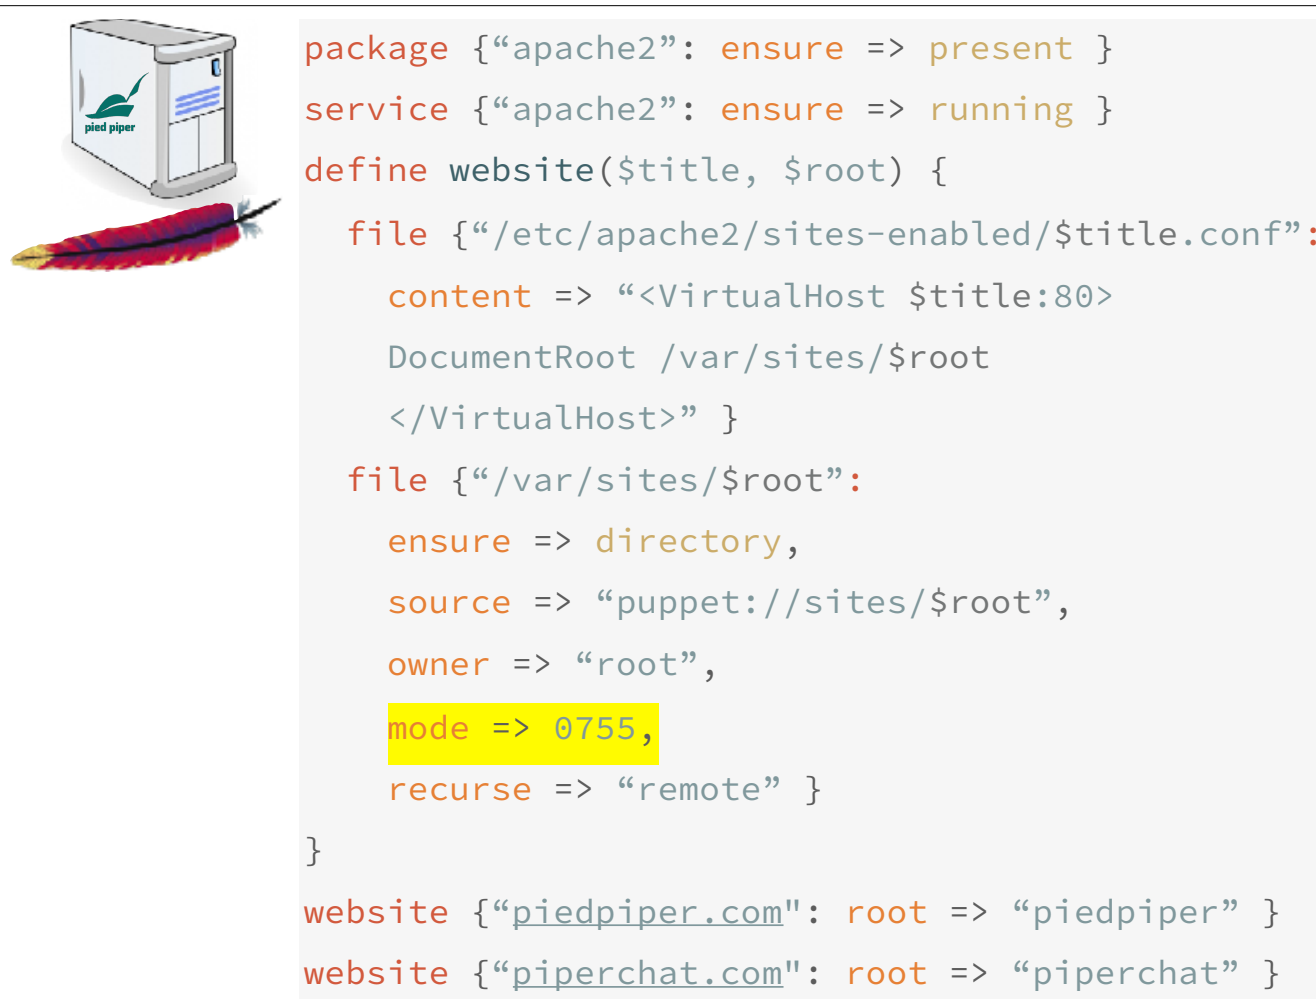 pied piper
package {“apache2”: ensure => present }
service {“apache2”: ensure => running }
define website($title, $root) {
file {“/etc/apache2/sites-enabled/$title.conf”:
content => “<VirtualHost $title:80>
DocumentRoot /var/sites/$root
</VirtualHost>” }
file {“/var/sites/$root”:
ensure => directory,
source => “puppet://sites/$root”,
owner => “root”,
mode => 0755,
recurse => “remote” }
}
website {“piedpiper.com": root => “piedpiper” }
website {“piperchat.com": root => “piperchat” }